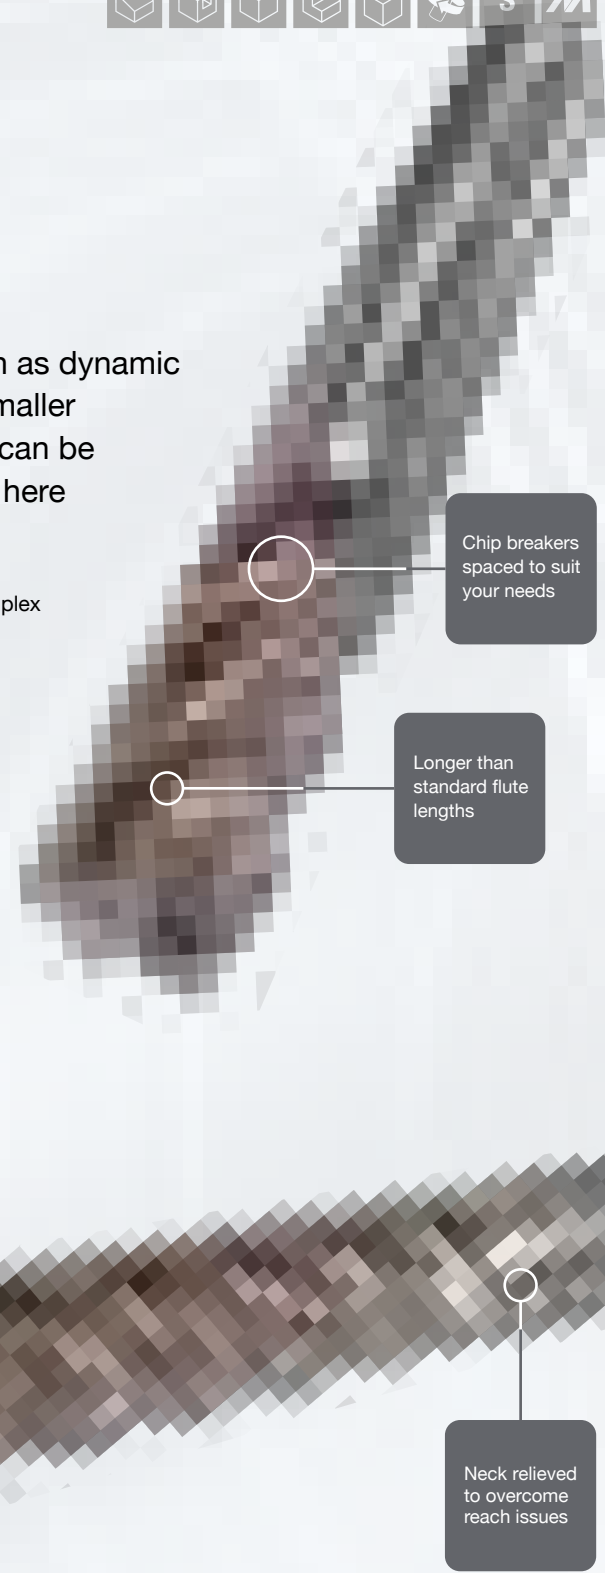 as dynamic
maller
can be
here
plex
Chip breakers
spaced to suit
your needs
Longer than
standard flute
lengths
Neck relieved
to overcome
reach issues